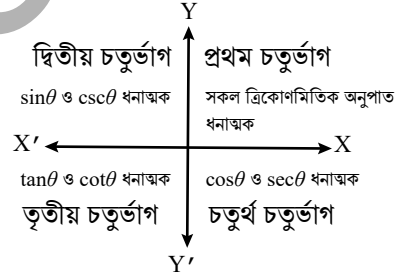 Y
দ্বিতীয় চতুর্ভাগ
প্রথম চতুর্ভাগ
sinθ ও cscθ ধনাত্মক
সকল ত্রিকোণমিতিক অনুপাত
ধনাত্মক
X′
X
tanθ ও cotθ ধনাত্মক
cosθ ও secθ ধনাত্মক
তৃতীয় চতুর্ভাগ
চতুর্থ চতুর্ভাগ
Y′